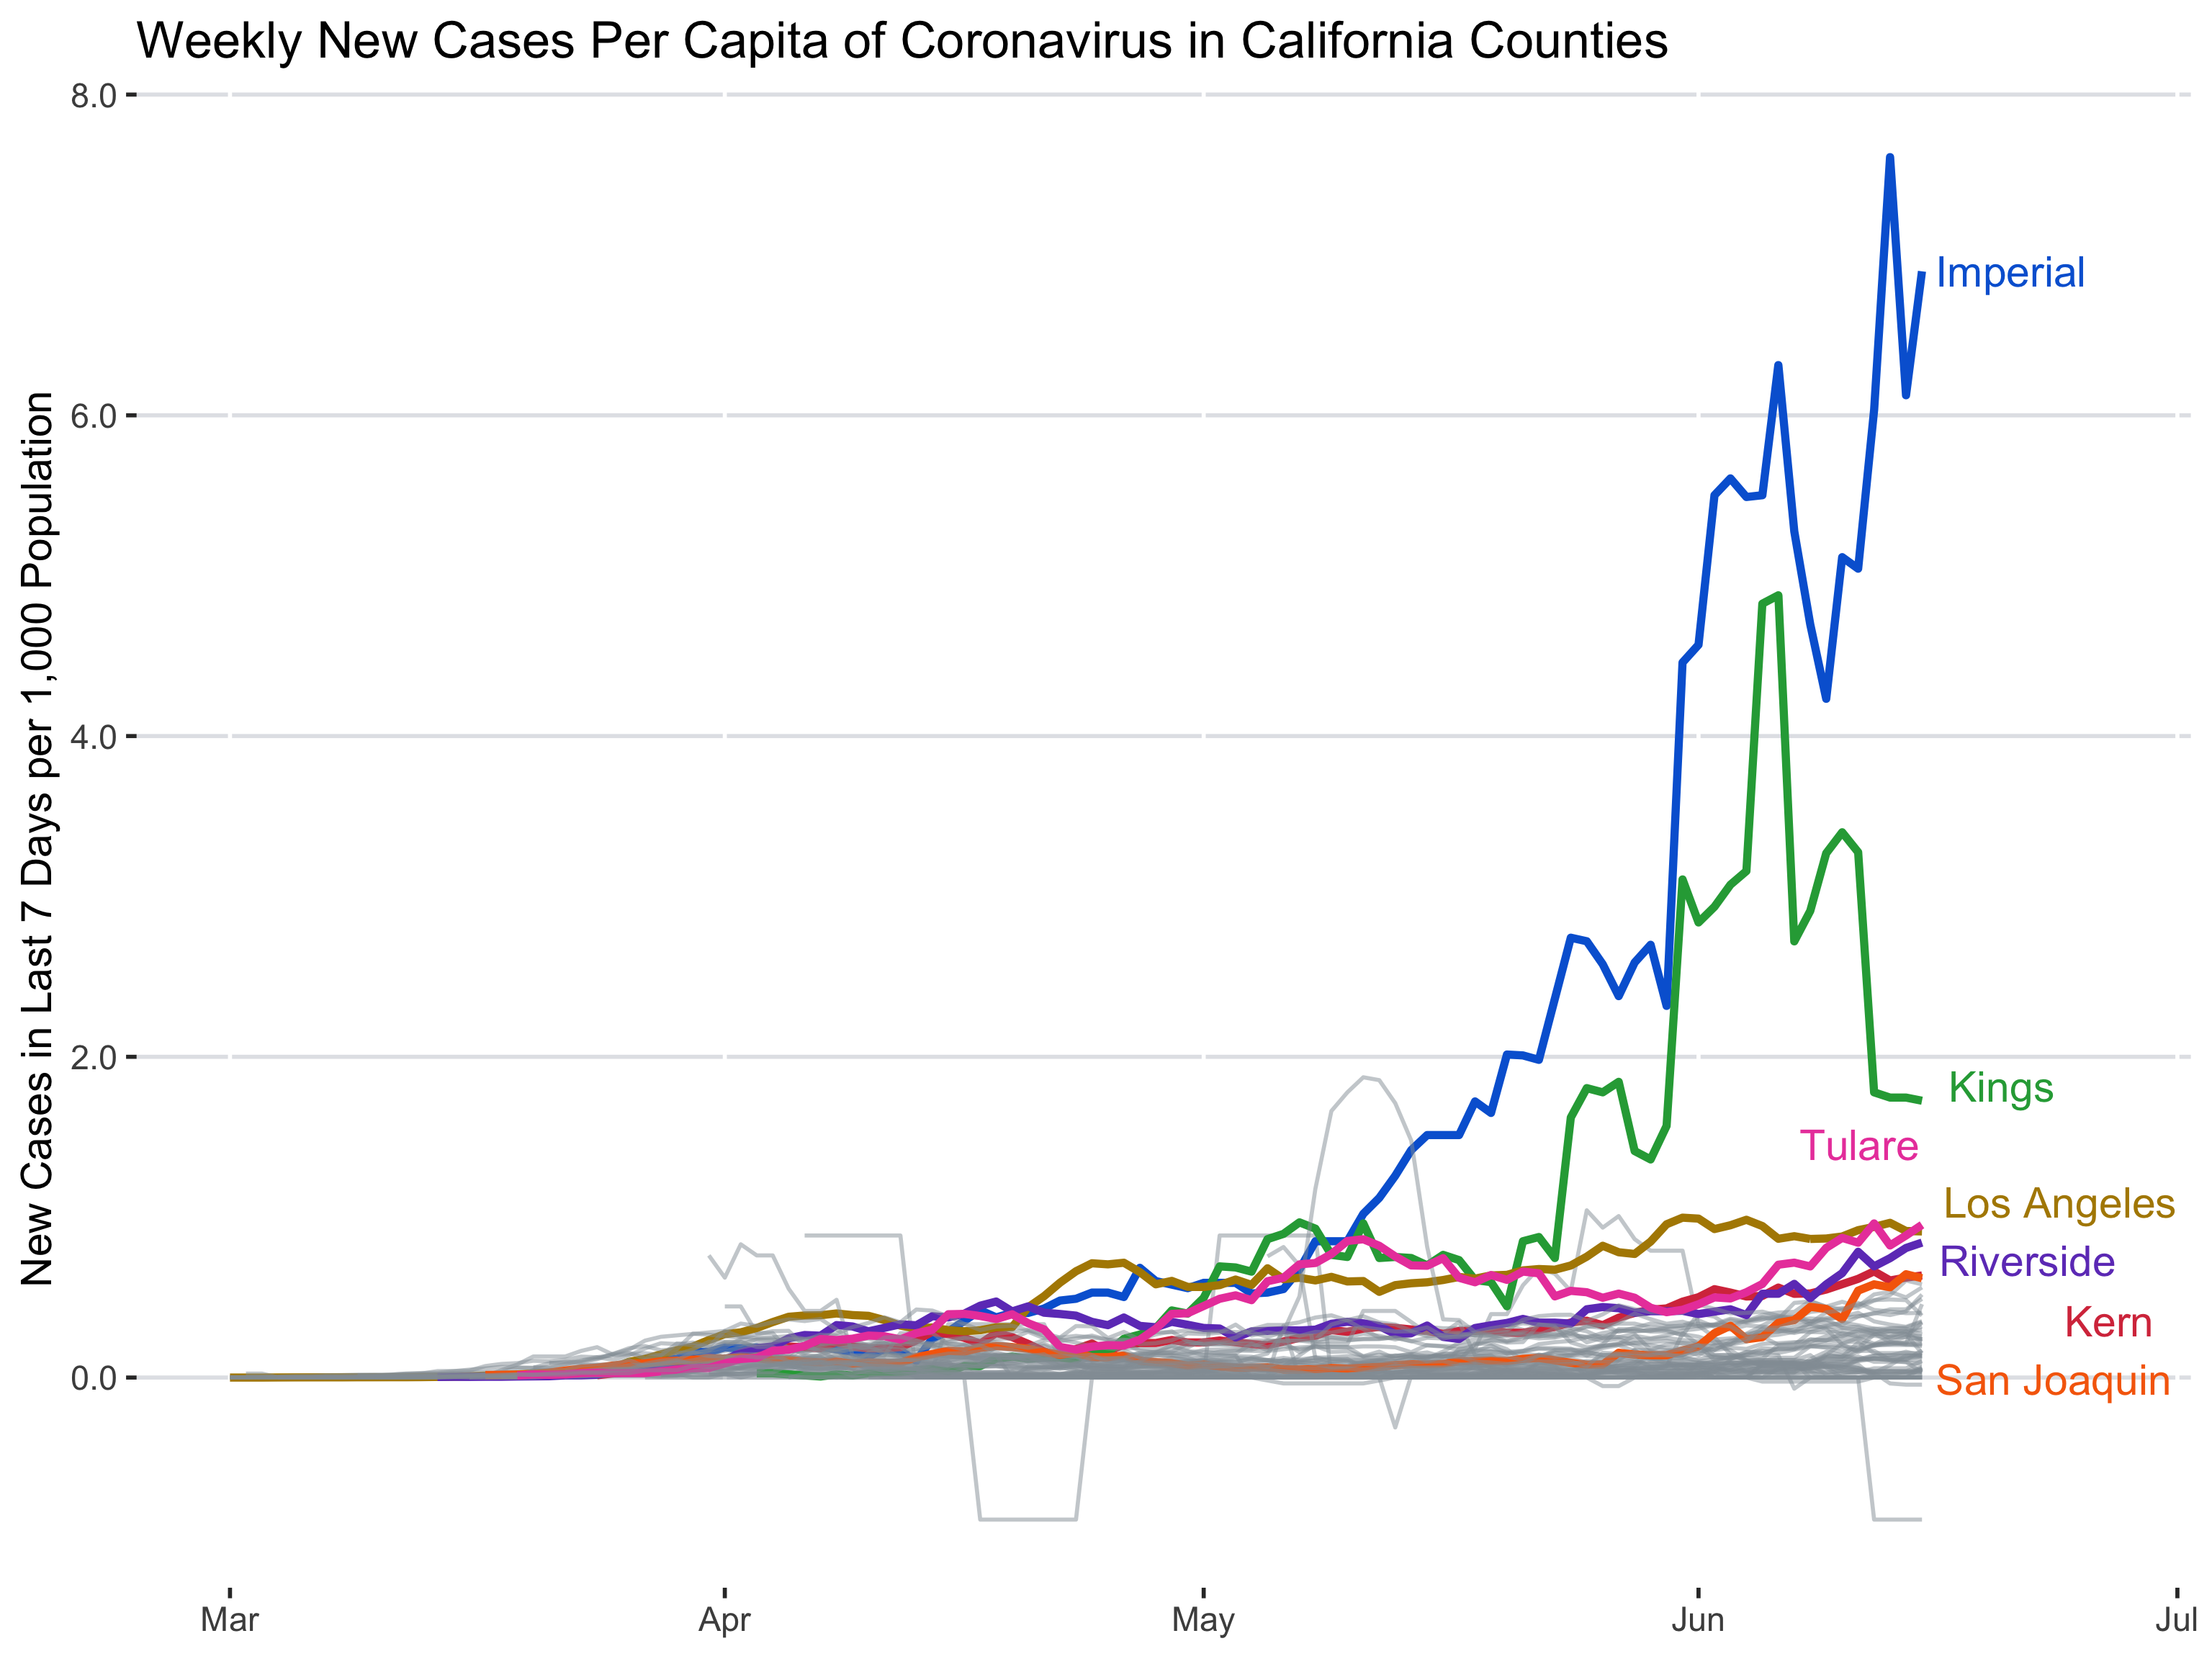 Weekly New Cases Per Capita of Coronavirus in California Counties
New Cases in Last 7 Days per 1,000 Population
8.0
6.0
4.0
2.0
0.0
Imperial
Kings
Tulare
Los Angeles
Riverside
Kern
San Joaquin
Mar
Apr
May
Jun
Jul